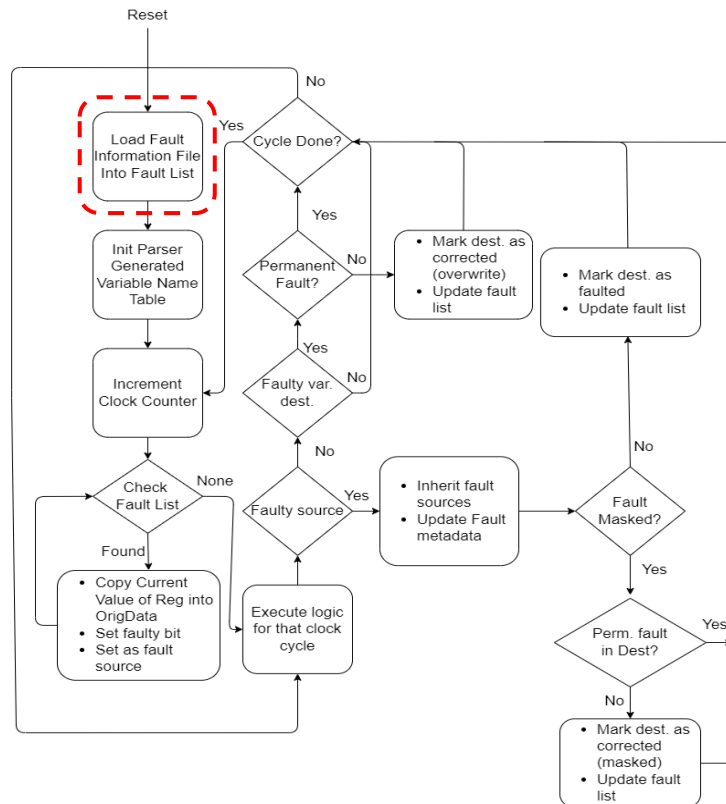 Reset
Load Fault
Information File
Into Fault List
Init Parser
Generated
Variable Name
Table
Increment
Clock Counter
Check
Fault List
None
Found
• Copy Current
Value of Reg into
OrigData
• Set faulty bit
• Set as fault
source
No
Yes
Cycle Done?
Yes
Permanent
Fault?
No
Yes
Faulty var.
dest.
No
No
Faulty source
Yes
Execute logic
for that clock
cycle
• Mark dest. as
corrected
(overwrite)
• Update fault
list
• Inherit fault
sources
• Update Fault
metadata
• Mark dest. as
faulted
• Update fault list
No
Fault
Masked?
Yes
Perm. fault
in Dest?
Yes
No
• Mark dest. as
corrected
(masked)
• Update fault
list